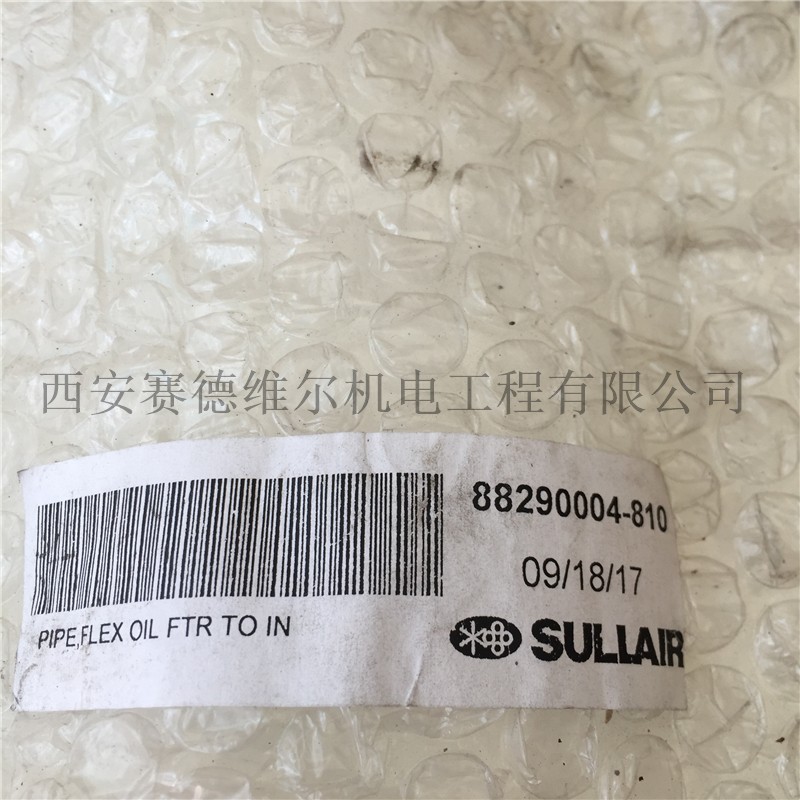 西安赛德维尔机电工程有限公司
88290004-810
09/18/17
PIPE,FLEX OIL FTR TO IN
SULLAIR